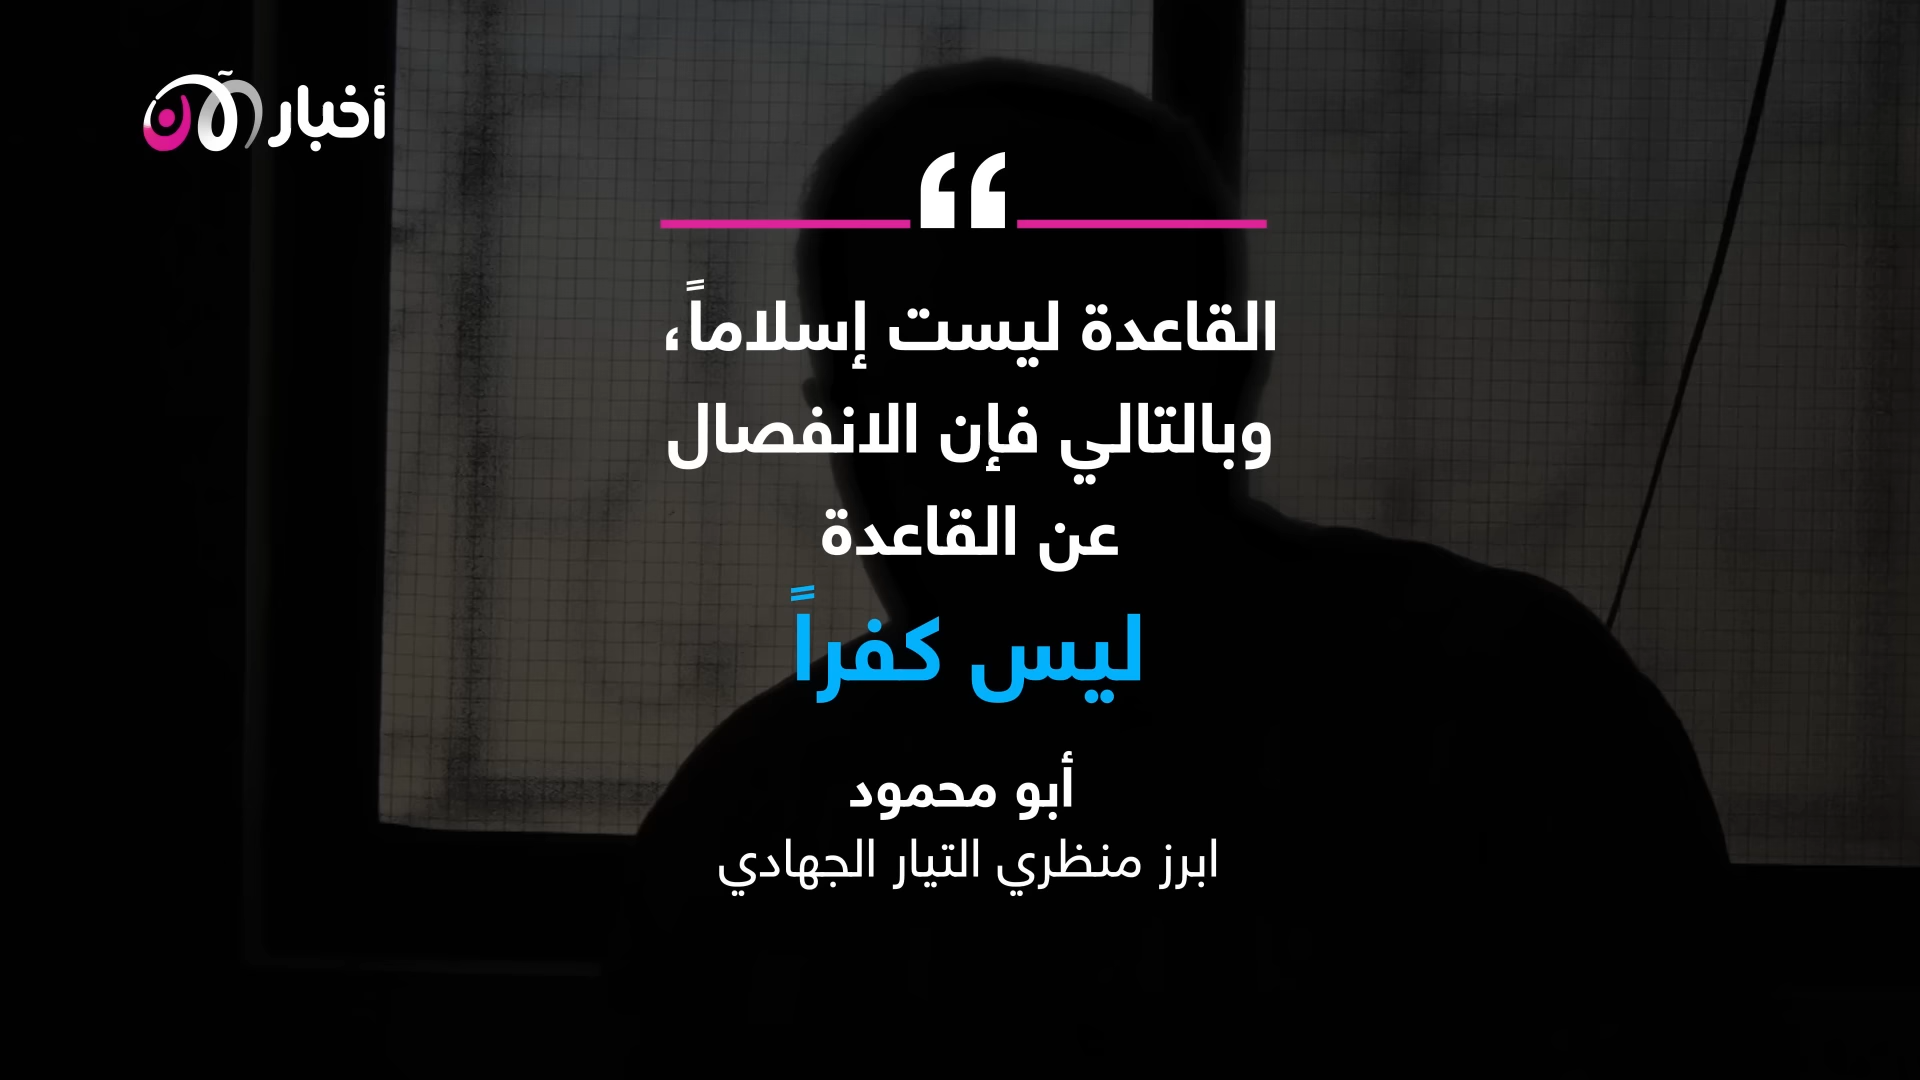 أخبار الآن
القاعدة ليست إسلاماً،
وبالتالي فإن الانفصال
عن القاعدة
ليس كفراً
أبو محمود
ابرز منظري التيار الجهادي